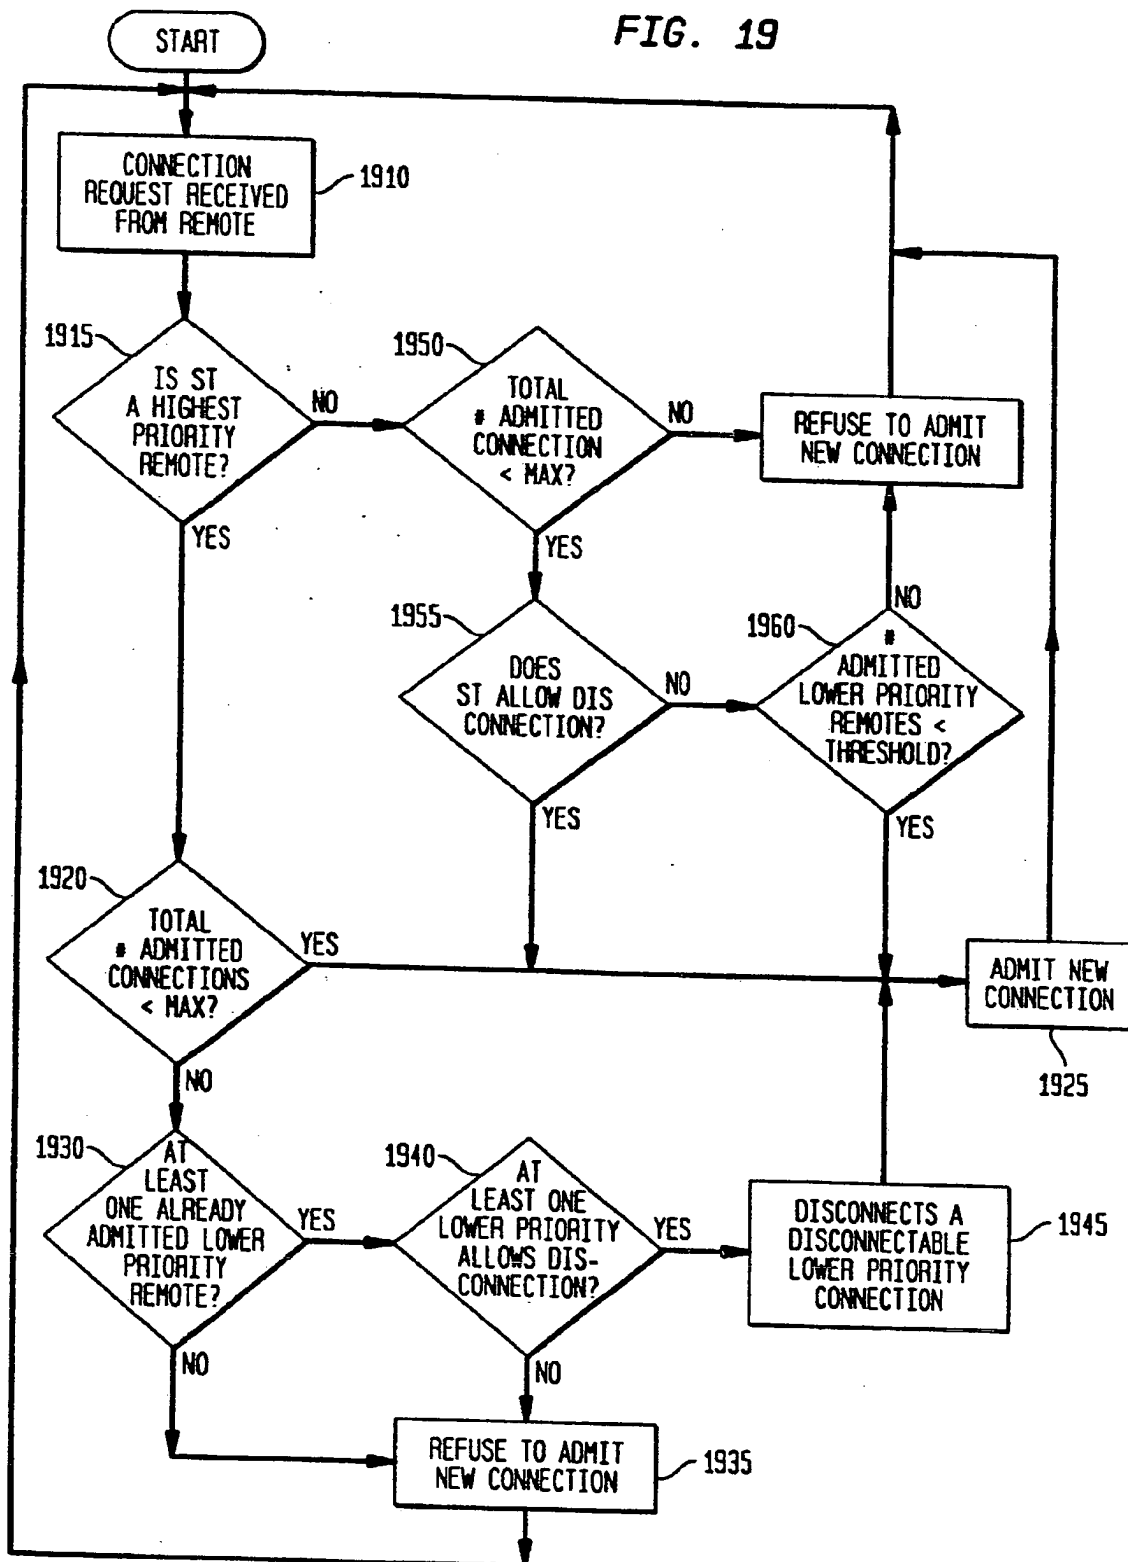 FIG. 19
START
CONNECTION
REQUEST RECEIVED
FROM REMOTE
1910
1915
IS ST
A HIGHEST
PRIORITY
REMOTE?
NO
YES
1950
TOTAL
# ADMITTED
CONNECTION
< MAX?
NO
YES
REFUSE TO ADMIT
NEW CONNECTION
1955
DOES
ST ALLOW DIS
CONNECTION?
NO
YES
1960
NO
#
ADMITTED
LOWER PRIORITY
REMOTES <
THRESHOLD?
YES
1920
TOTAL
# ADMITTED
CONNECTIONS
< MAX?
YES
NO
ADMIT NEW
CONNECTION
1925
1930
AT
LEAST
ONE ALREADY
ADMITTED LOWER
PRIORITY
REMOTE?
YES
NO
1940
AT
LEAST ONE
LOWER PRIORITY
ALLOWS DIS-
CONNECTION?
YES
NO
DISCONNECTS A
DISCONNECTABLE
LOWER PRIORITY
CONNECTION
1945
REFUSE TO ADMIT
NEW CONNECTION
1935